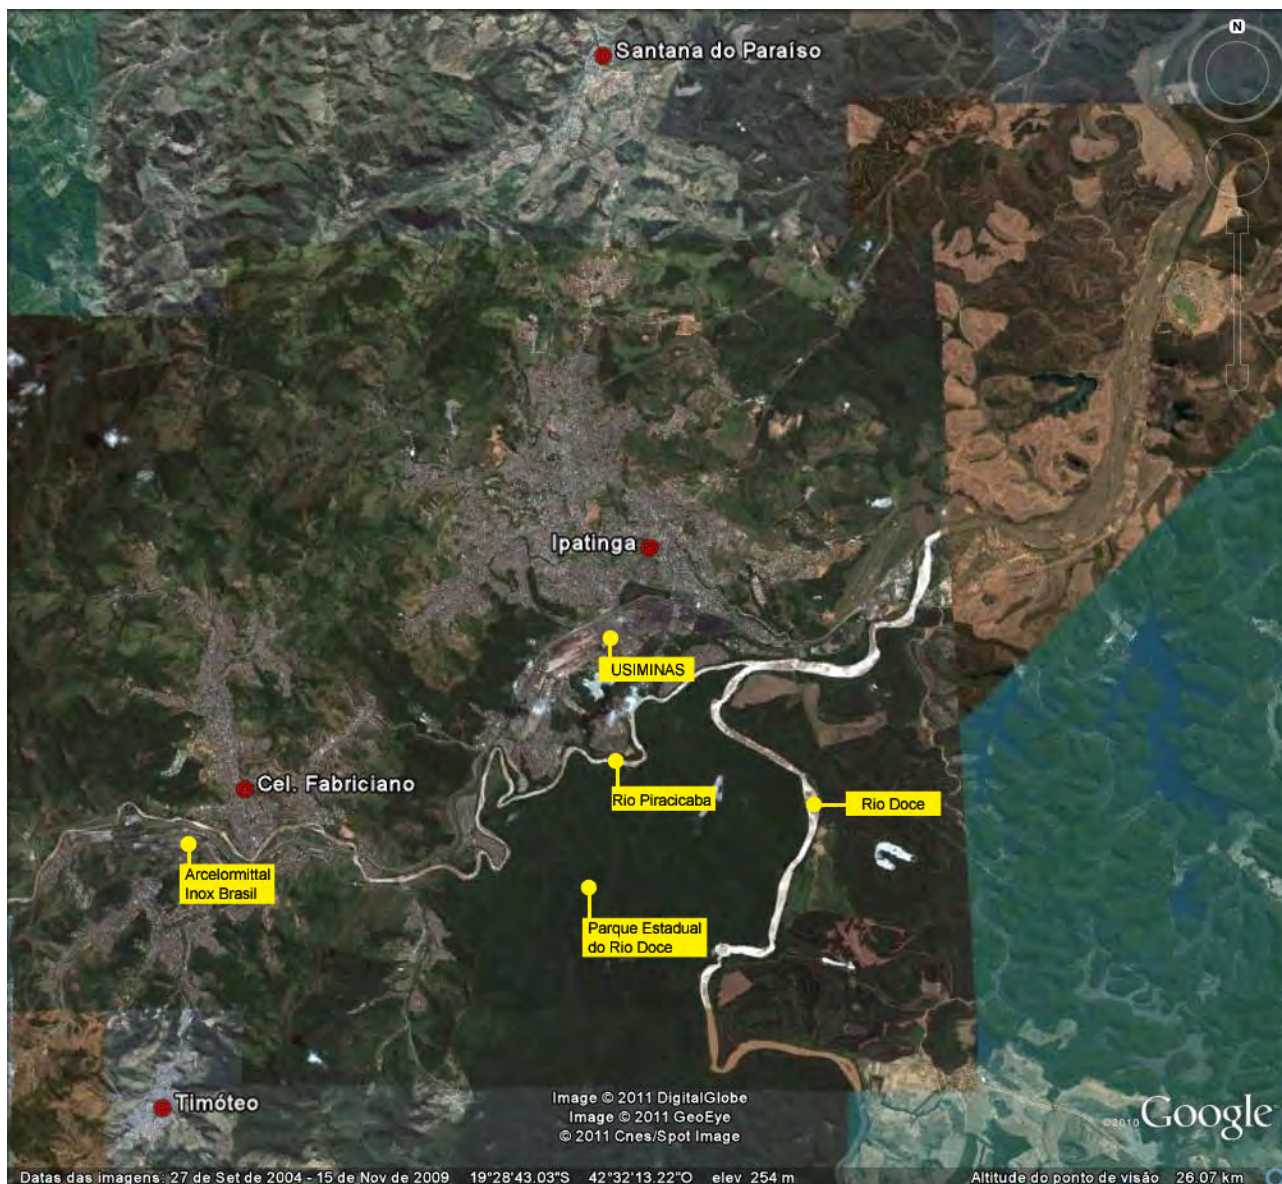 N
Santana do Paraíso
Ipatinga
USIMINAS
Cel. Fabriciano
Rio Piracicaba
Rio Doce
Arcelormittal
Inox Brasil
Parque Estadual
do Rio Doce
Timóteo
Image © 2011 DigitalGlobe
Image © 2011 GeoEye
© 2011 Cnes/Spot Image
©2010 Google
Datas das imagens: 27 de Set de 2004 - 15 de Nov de 2009 19°28'43.03"S 42°32'13.22"O elev 254 m Altitude do ponto de visão 26.07 km